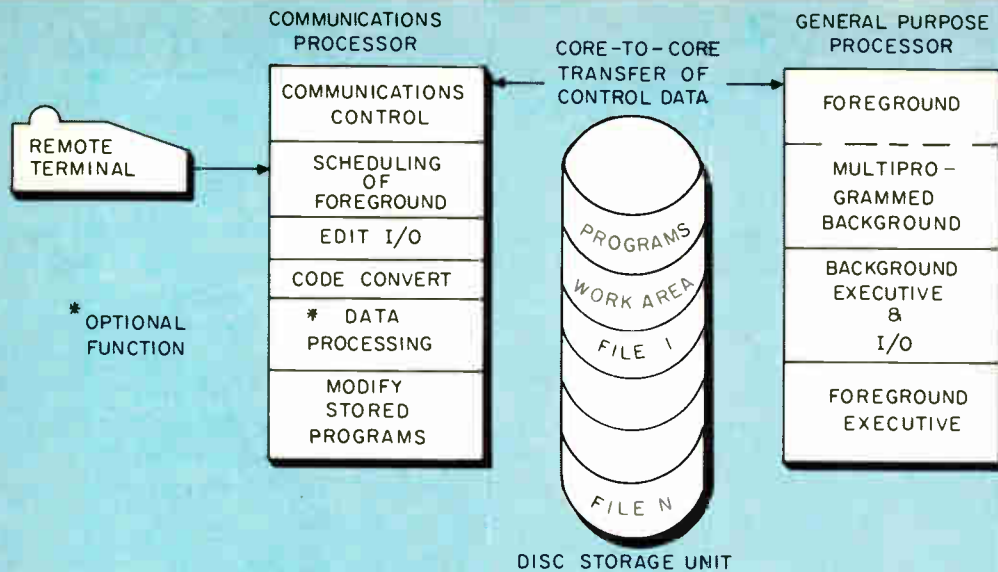 COMMUNICATIONS
PROCESSOR
GENERAL PURPOSE
PROCESSOR
CORE-TO-CORE
TRANSFER OF
CONTROL DATA
REMOTE
TERMINAL
* OPTIONAL
FUNCTION
COMMUNICATIONS
CONTROL
SCHEDULING
OF
FOREGROUND
EDIT I/O
CODE CONVERT
* DATA
PROCESSING
MODIFY
STORED
PROGRAMS
PROGRAMS
WORK AREA
FILE I
FILE N
DISC STORAGE UNIT
FOREGROUND
MULTIPRO-
GRAMMED
BACKGROUND
BACKGROUND
EXECUTIVE
&
I/O
FOREGROUND
EXECUTIVE